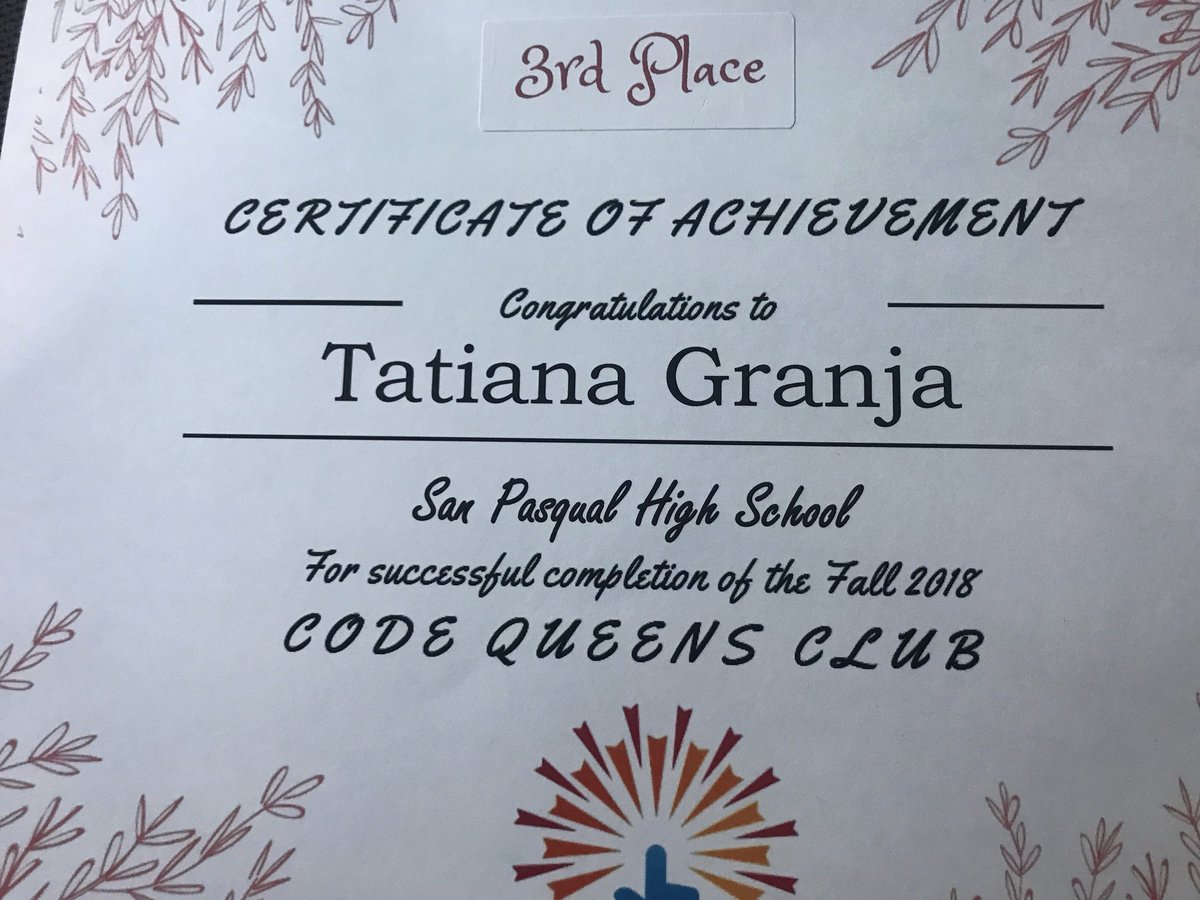 3rd Place
CERTIFICATE OF ACHIEVEMENT
Congratulations to
Tatiana Granja
San Pasqual High School
For successful completion of the Fall 2018
CODE QUEENS CLUB